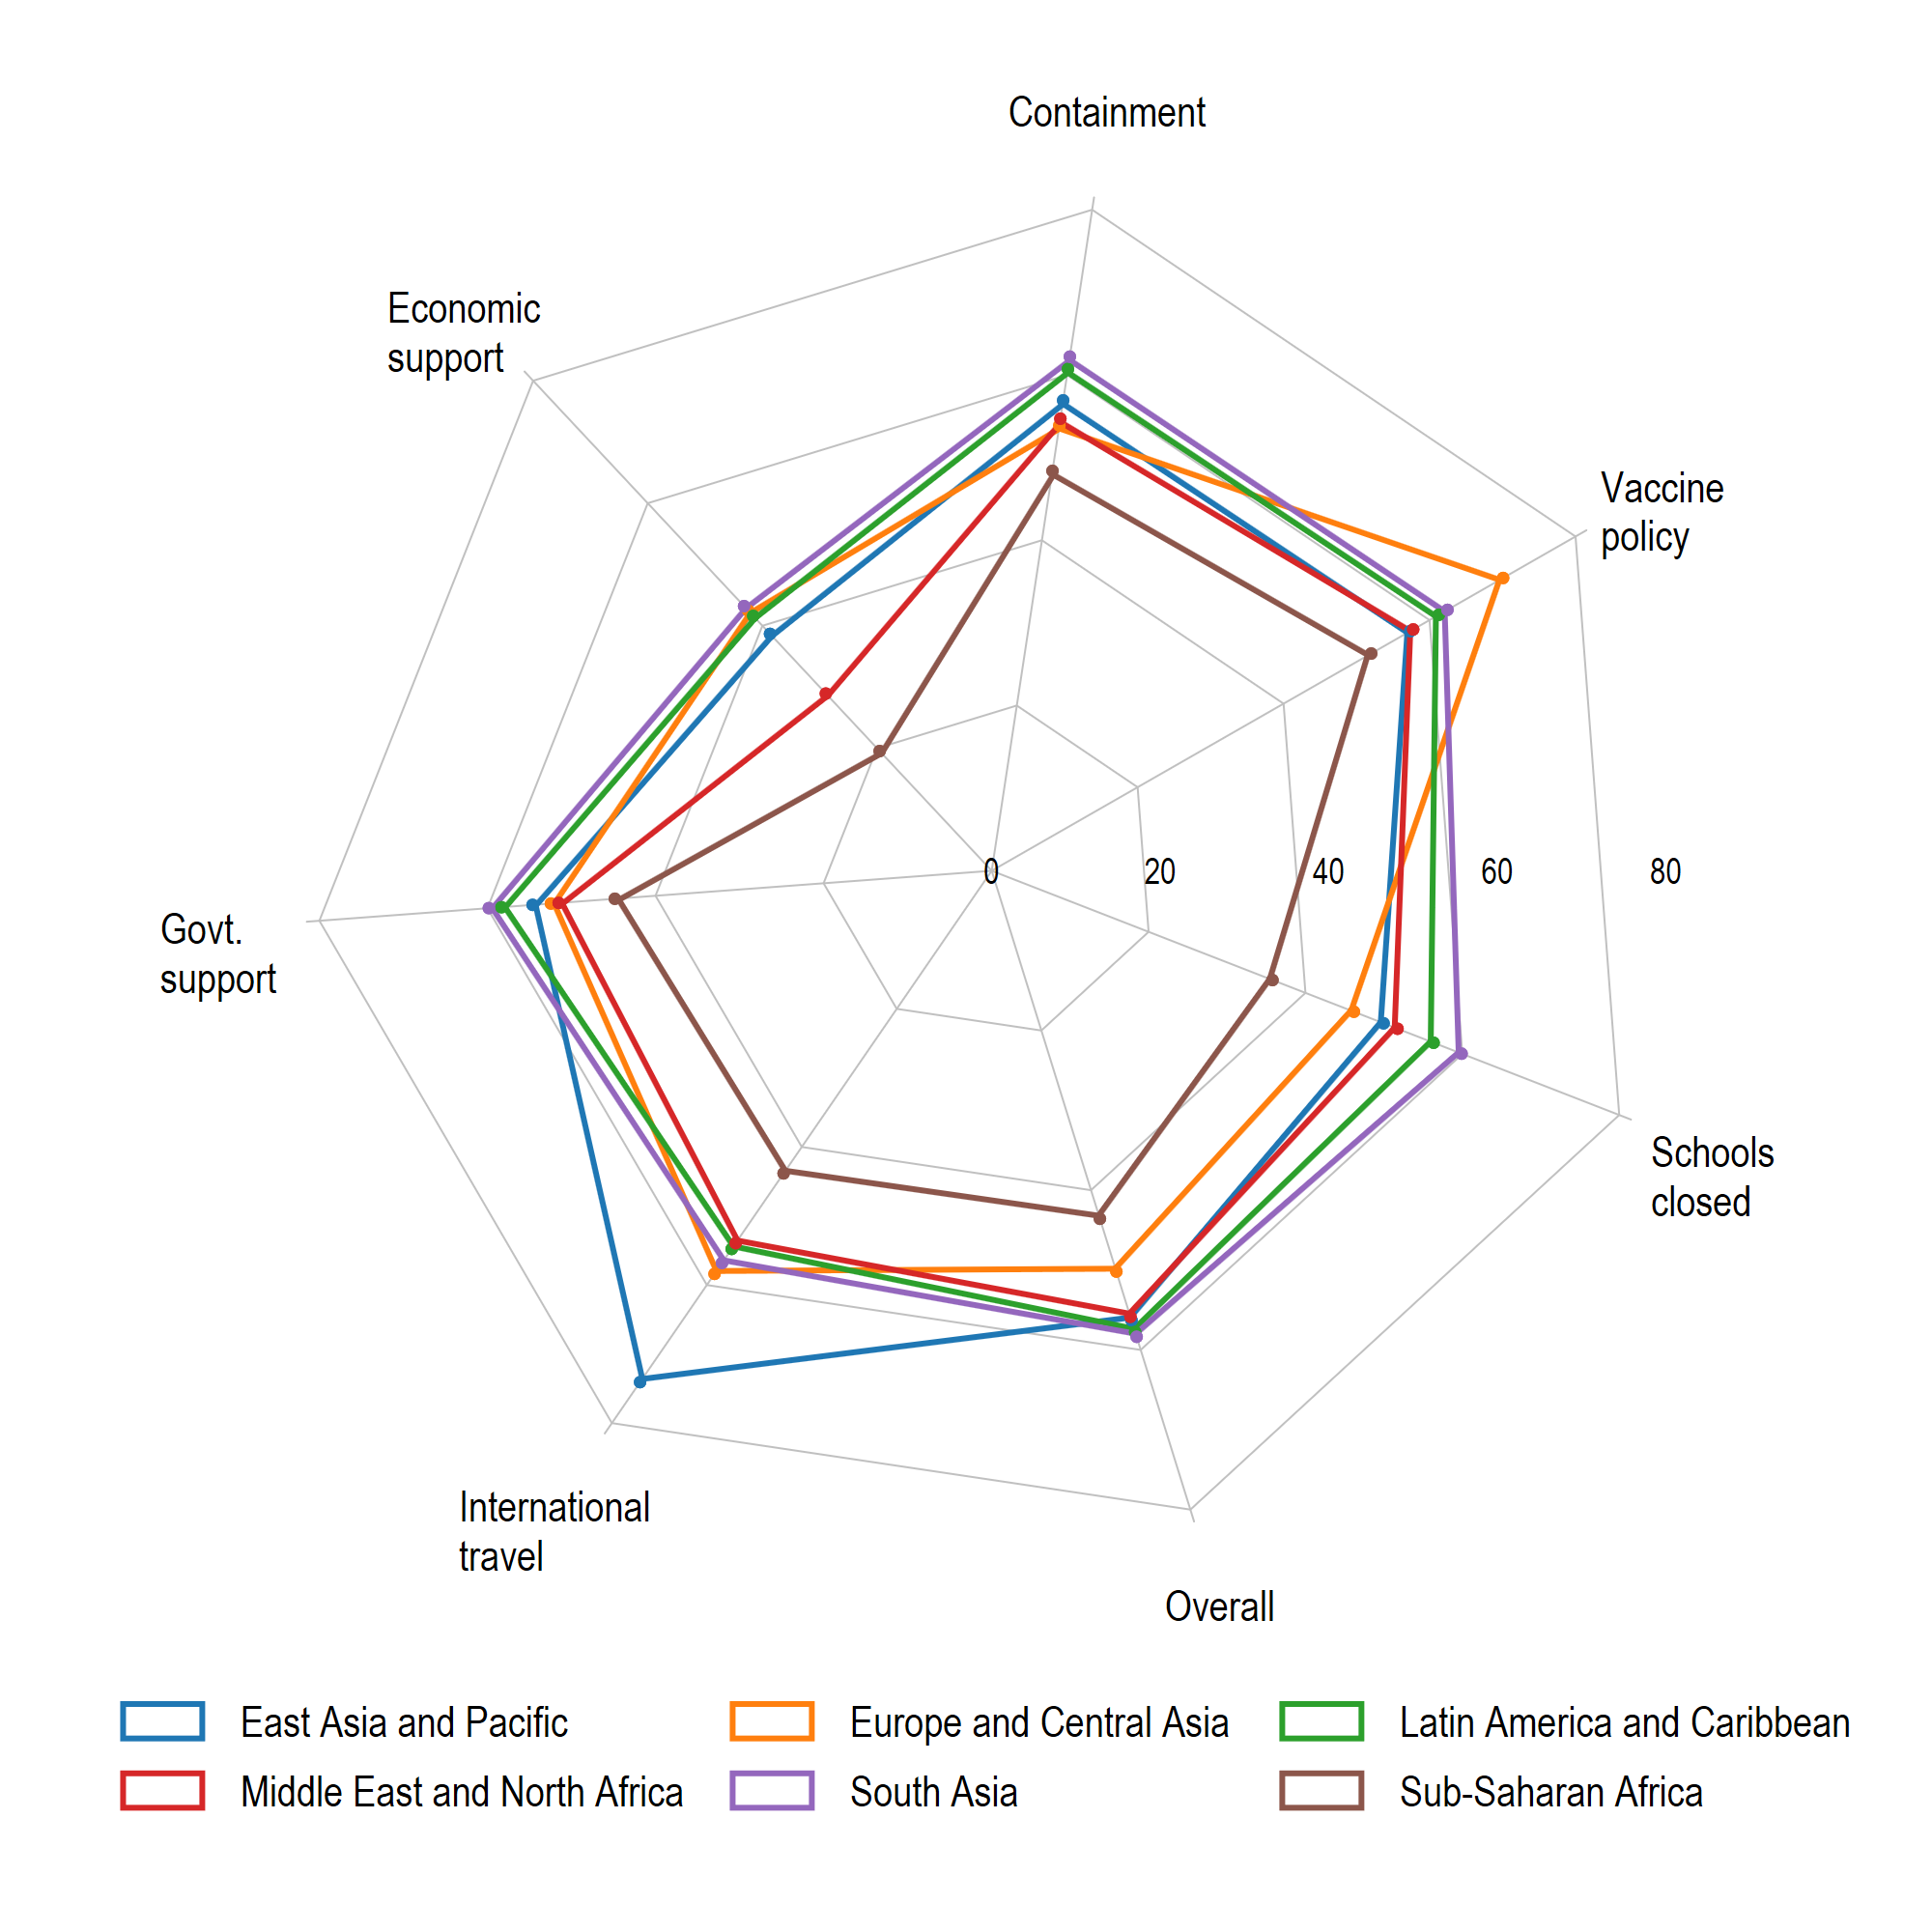 Containment
Economic
support
Vaccine
policy
0 20 40 60 80
Govt.
support
Schools
closed
International
travel
Overall
East Asia and Pacific
Europe and Central Asia
Latin America and Caribbean
Middle East and North Africa
South Asia
Sub-Saharan Africa